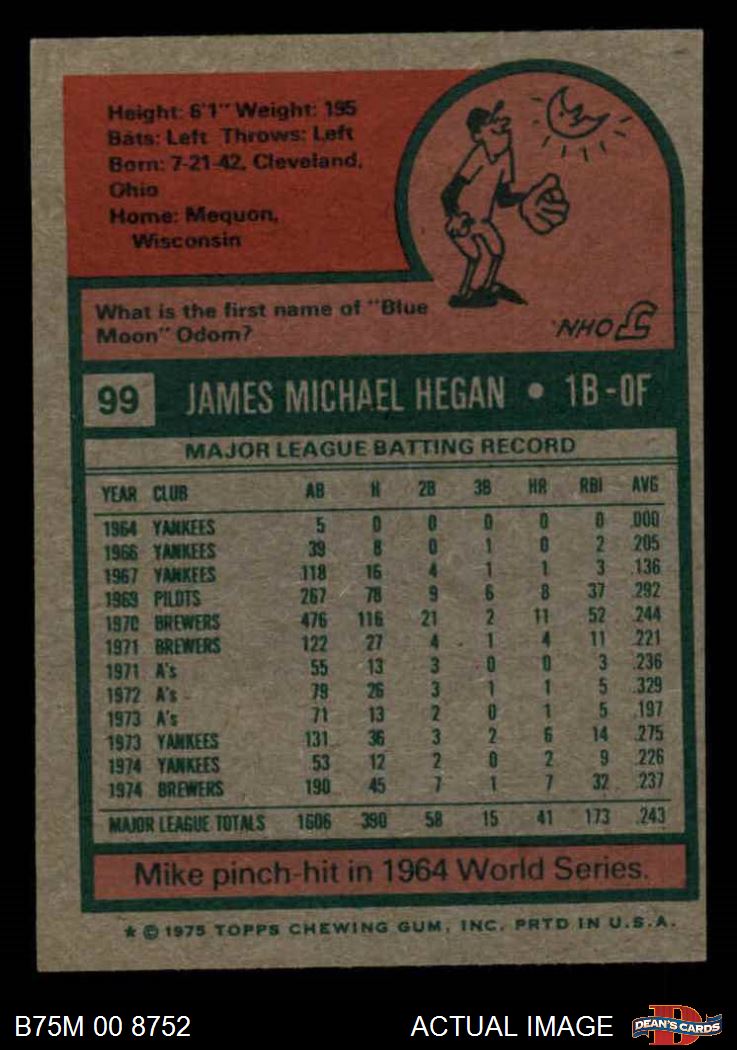 Height: 6'1" Weight: 195
Bats: Left Throws: Left
Born: 7-21-42, Cleveland,
Ohio
Home: Mequon,
Wisconsin
What is the first name of "Blue
Moon" Odom?
JOHN.
99 JAMES MICHAEL HEGAN • 1B-OF
MAJOR LEAGUE BATTING RECORD
YEAR CLUB AB H 2B 3B HR RBI AVG
1964 YANKEES 5 0 0 0 0 0 .000
1966 YANKEES 39 8 0 1 0 2 .205
1967 YANKEES 118 16 4 1 1 3 .136
1969 PILOTS 267 78 9 6 8 37 .292
1970 BREWERS 476 116 21 2 11 52 .244
1971 BREWERS 122 27 4 1 4 11 .221
1971 A's 55 13 3 0 0 3 .236
1972 A's 79 26 3 1 1 5 .329
1973 A's 71 13 2 0 1 5 .197
1973 YANKEES 131 36 3 2 6 14 .275
1974 YANKEES 53 12 2 0 2 9 .226
1974 BREWERS 190 45 7 1 7 32 .237
MAJOR LEAGUE TOTALS 1606 390 58 15 41 173 .243
Mike pinch-hit in 1964 World Series.
* © 1975 TOPPS CHEWING GUM, INC. PRTD IN U.S.A.
B75M 00 8752 ACTUAL IMAGE DEAN'S CARDS